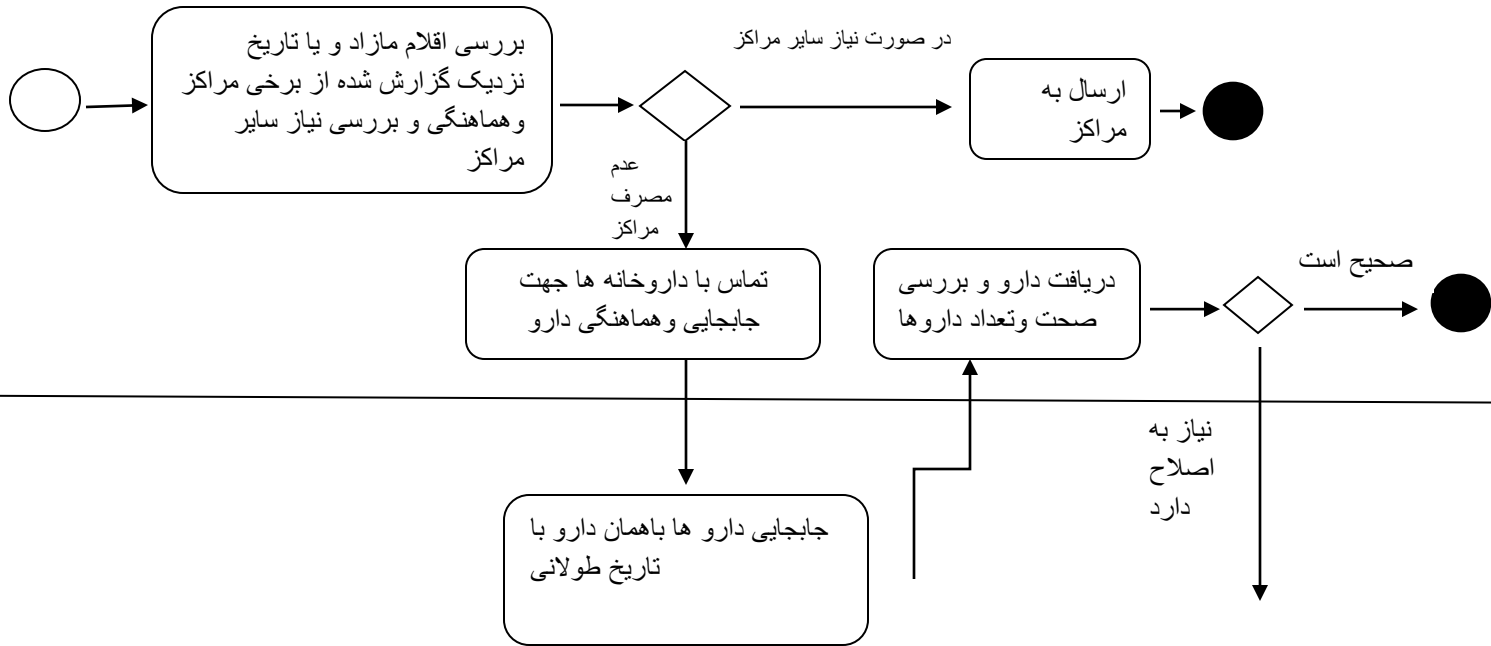 بررسی اقلام مازاد و یا تاریخ
نزدیک گزارش شده از برخی مراکز
وهماهنگی و بررسی نیاز سایر
مراکز
در صورت نیاز سایر مراکز
ارسال به
مراکز
عدم
مصرف
مراکز
تماس با داروخانه ها جهت
جابجایی وهماهنگی دارو
دریافت دارو و بررسی
صحت وتعداد داروها
صحیح است
نیاز به
اصلاح
دارد
جابجایی دارو ها باهمان دارو با
تاریخ طولانی